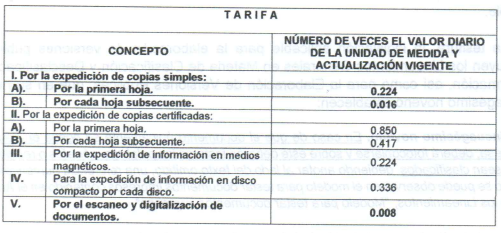 TARIFA
CONCEPTO
NÚMERO DE VECES EL VALOR DIARIO
DE LA UNIDAD DE MEDIDA Y
ACTUALIZACIÓN VIGENTE
I. Por la expedición de copias simples:
A). Por la primera hoja. 0.224
B). Por cada hoja subsecuente. 0.016
II. Por la expedición de copias certificadas:
A). Por la primera hoja. 0.850
B). Por cada hoja subsecuente. 0.417
III. Por la expedición de información en medios
magnéticos. 0.224
IV. Para la expedición de información en disco
compacto por cada disco. 0.336
V. Por el escaneo y digitalización de
documentos. 0.008